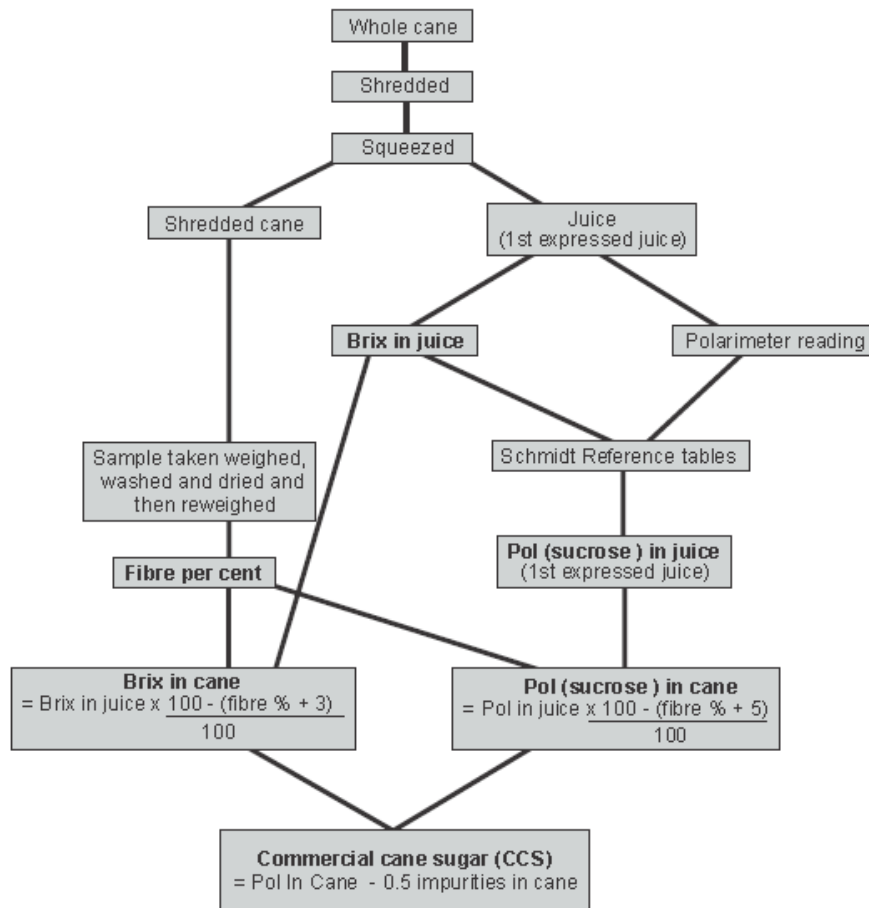 Whole cane
Shredded
Squeezed
Shredded cane
Juice
(1st expressed juice)
Brix in juice
Polarimeter reading
Sample taken weighed,
washed and dried and
then reweighed
Schmidt Reference tables
Fibre per cent
Pol (sucrose ) in juice
(1st expressed juice)
Brix in cane
= Brix in juice x 100 - (fibre % + 3)
100
Pol (sucrose ) in cane
= Pol in juice x 100 - (fibre % + 5)
100
Commercial cane sugar (CCS)
= Pol In Cane - 0.5 impurities in cane